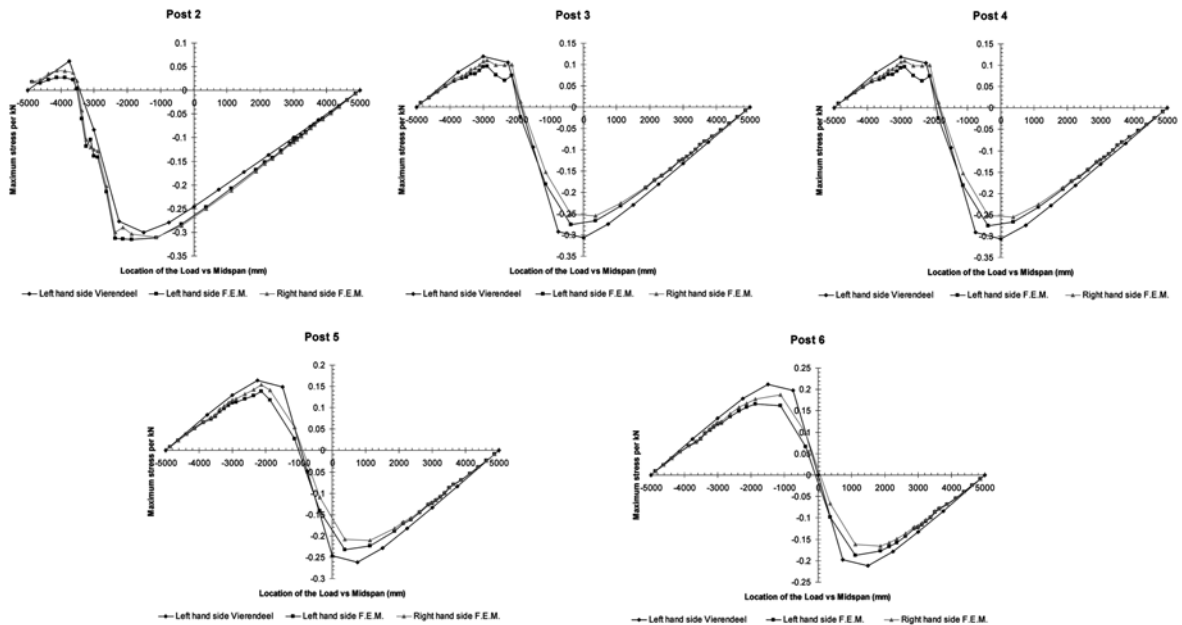 Post 2
Maximum stress per kN
0.1
0.05
0
-0.05
-0.1
-0.15
-0.2
-0.25
-0.3
-0.35
-5000 -4000 -3000 -2000 -1000 0 1000 2000 3000 4000 5000
Location of the Load vs Midspan (mm)
Left hand side Vierendeel Left hand side F.E.M. Right hand side F.E.M.
Post 3
Maximum stress per kN
0.15
0.1
0.05
0
-0.05
-0.1
-0.15
-0.2
-0.25
-0.3
-0.35
-5000 -4000 -3000 -2000 -1000 0 1000 2000 3000 4000 5000
Location of the Load vs Midspan (mm)
Left hand side Vierendeel Left hand side F.E.M. Right hand side F.E.M.
Post 4
Maximum stress per kN
0.15
0.1
0.05
0
-0.05
-0.1
-0.15
-0.2
-0.25
-0.3
-0.35
-5000 -4000 -3000 -2000 -1000 0 1000 2000 3000 4000 5000
Location of the Load vs Midspan (mm)
Left hand side Vierendeel Left hand side F.E.M. Right hand side F.E.M.
Post 5
Maximum stress per kN
0.2
0.15
0.1
0.05
0
-0.05
-0.1
-0.15
-0.2
-0.25
-0.3
-5000 -4000 -3000 -2000 -1000 0 1000 2000 3000 4000 5000
Location of the Load vs Midspan (mm)
Left hand side Vierendeel Left hand side F.E.M. Right hand side F.E.M.
Post 6
Maximum stress per kN
0.25
0.2
0.15
0.1
0.05
0
-0.05
-0.1
-0.15
-0.2
-0.25
-5000 -4000 -3000 -2000 -1000 0 1000 2000 3000 4000 5000
Location of the Load vs Midspan (mm)
Left hand side Vierendeel Left hand side F.E.M. Right hand side F.E.M.